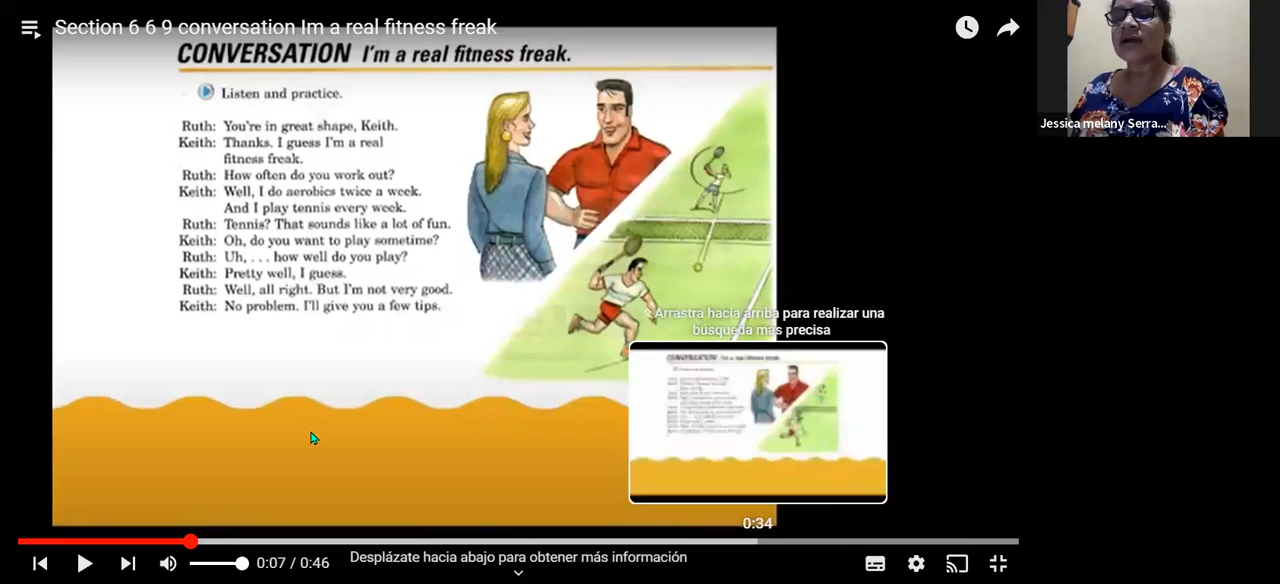 Section 6 6 9 conversation Im a real fitness freak
CONVERSATION I'm a real fitness freak.
Listen and practice.
Ruth: You're in great shape, Keith.
Keith: Thanks. I guess I'm a real
fitness freak.
Ruth: How often do you work out?
Keith: Well, I do aerobics twice a week.
And I play tennis every week.
Ruth: Tennis? That sounds like a lot of fun.
Keith: Oh, do you want to play sometime?
Ruth: Uh, . . . how well do you play?
Keith: Pretty well, I guess.
Ruth: Well, all right. But I'm not very good.
Keith: No problem. I'll give you a few tips.
Arrastra hacia arriba para realizar una
búsqueda más precisa
CONVERSATION I'm a real fitness freak.
0:34
0:07 / 0:46
Desplázate hacia abajo para obtener más información
Jessica melany Serra...